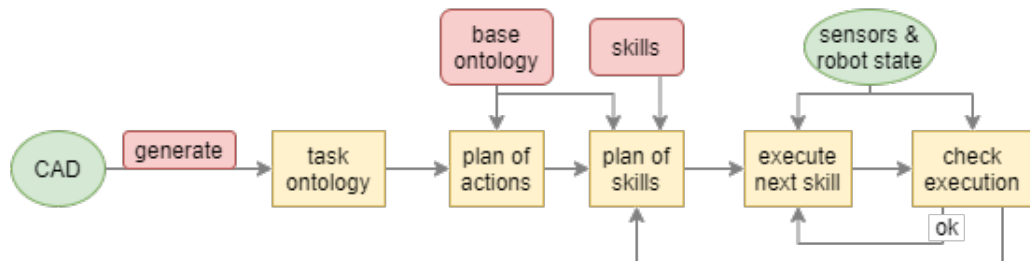 base
ontology
skills
sensors &
robot state
CAD
generate
task
ontology
plan of
actions
plan of
skills
execute
next skill
check
execution
ok